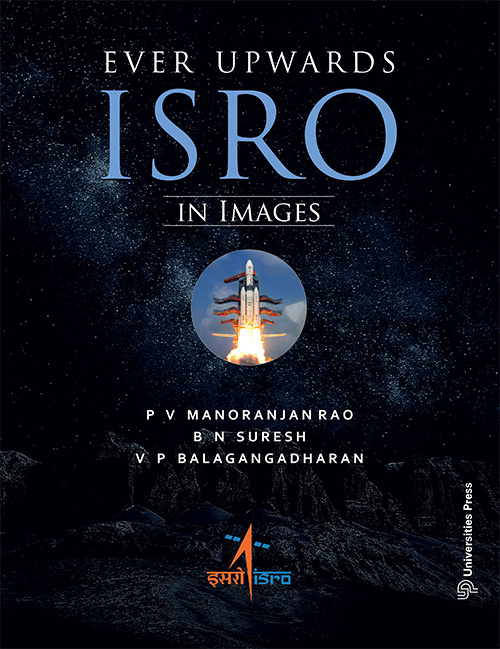 EVER UPWARDS
ISRO
IN IMAGES
P V MANORANJAN RAO
B N SURESH
V P BALAGANGADHARAN
इसरो isro
Universities Press